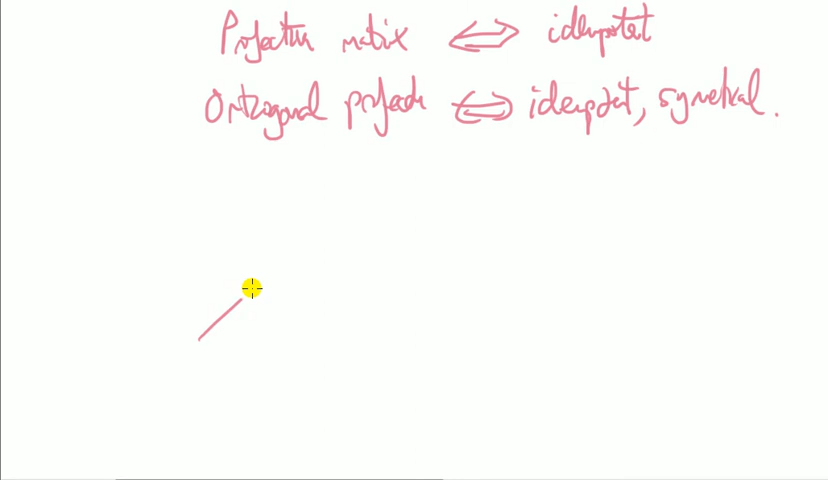 Projection matrix ⇔ idempotent
Orthogonal projection ⇔ idempotent, symmetrical.